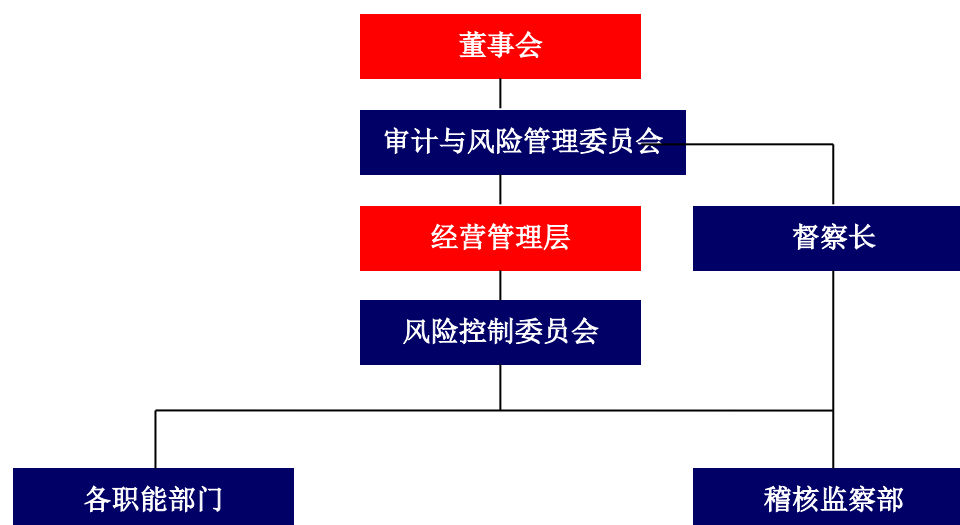 董事会
审计与风险管理委员会
经营管理层
督察长
风险控制委员会
各职能部门
稽核监察部